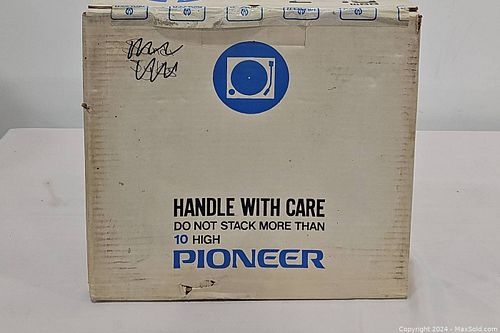 HANDLE WITH CARE
DO NOT STACK MORE THAN
10 HIGH
PIONEER
Copyright 2024 - MaxSold.com